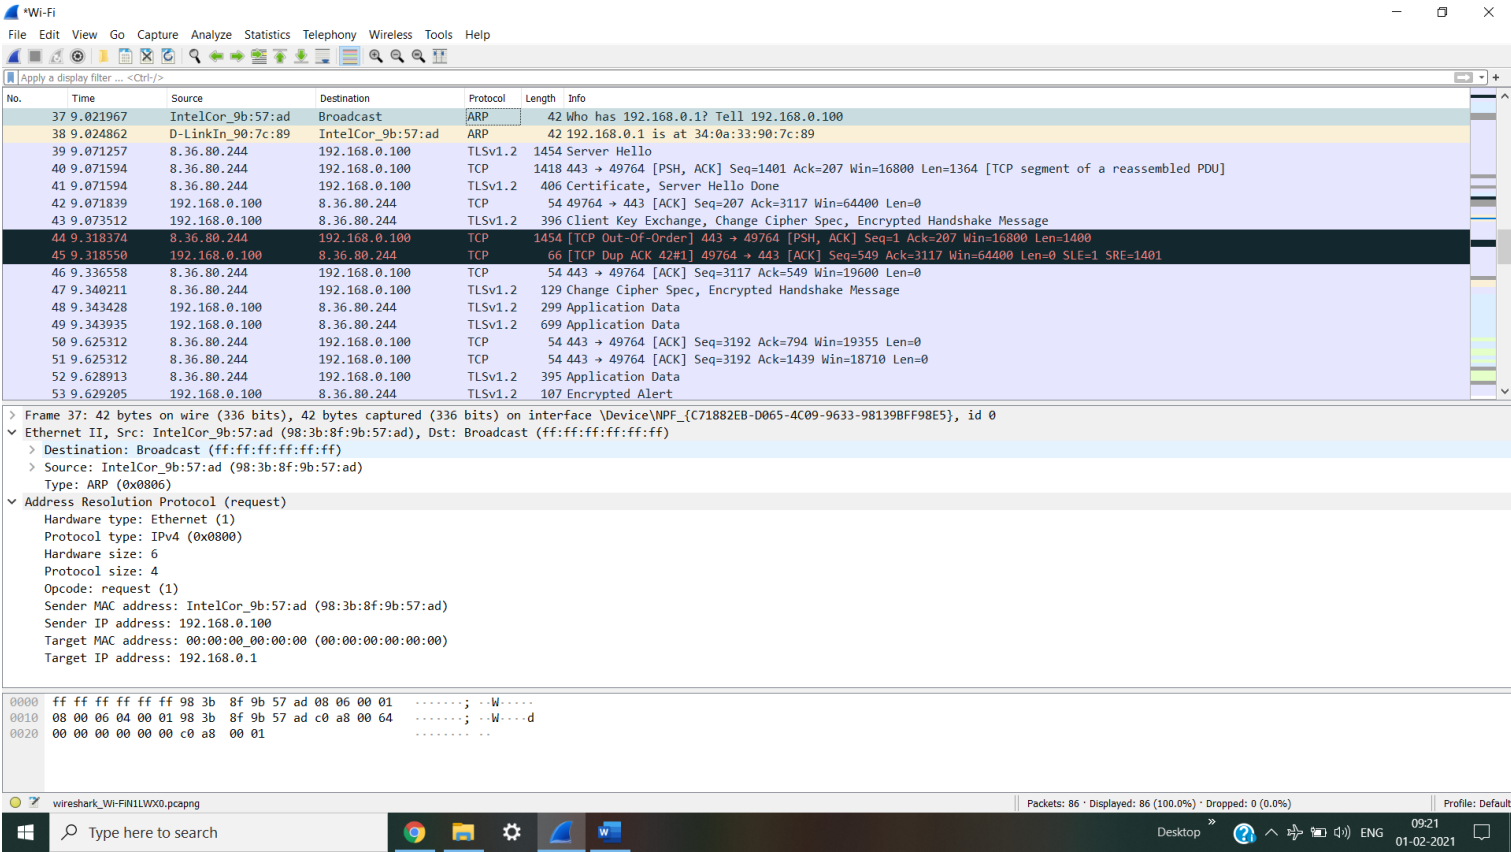 *Wi-Fi
File Edit View Go Capture Analyze Statistics Telephony Wireless Tools Help
Apply a display filter ... <Ctrl-/>
No. Time Source Destination Protocol Length Info
37 9.021967 IntelCor_9b:57:ad Broadcast ARP 42 Who has 192.168.0.1? Tell 192.168.0.100
38 9.024862 D-LinkIn_90:7c:89 IntelCor_9b:57:ad ARP 42 192.168.0.1 is at 34:0a:33:90:7c:89
39 9.071257 8.36.80.244 192.168.0.100 TLSv1.2 1454 Server Hello
40 9.071594 8.36.80.244 192.168.0.100 TCP 1418 443 → 49764 [PSH, ACK] Seq=1401 Ack=207 Win=16800 Len=1364 [TCP segment of a reassembled PDU]
41 9.071594 8.36.80.244 192.168.0.100 TLSv1.2 406 Certificate, Server Hello Done
42 9.071839 192.168.0.100 8.36.80.244 TCP 54 49764 → 443 [ACK] Seq=207 Ack=3117 Win=64400 Len=0
43 9.073512 192.168.0.100 8.36.80.244 TLSv1.2 396 Client Key Exchange, Change Cipher Spec, Encrypted Handshake Message
44 9.318374 8.36.80.244 192.168.0.100 TCP 1454 [TCP Out-Of-Order] 443 → 49764 [PSH, ACK] Seq=1 Ack=207 Win=16800 Len=1400
45 9.318550 192.168.0.100 8.36.80.244 TCP 66 [TCP Dup ACK 42#1] 49764 → 443 [ACK] Seq=549 Ack=3117 Win=64400 Len=0 SLE=1 SRE=1401
46 9.336558 8.36.80.244 192.168.0.100 TCP 54 443 → 49764 [ACK] Seq=3117 Ack=549 Win=19600 Len=0
47 9.340211 8.36.80.244 192.168.0.100 TLSv1.2 129 Change Cipher Spec, Encrypted Handshake Message
48 9.343428 192.168.0.100 8.36.80.244 TLSv1.2 299 Application Data
49 9.343935 192.168.0.100 8.36.80.244 TLSv1.2 699 Application Data
50 9.625312 8.36.80.244 192.168.0.100 TCP 54 443 → 49764 [ACK] Seq=3192 Ack=794 Win=19355 Len=0
51 9.625312 8.36.80.244 192.168.0.100 TCP 54 443 → 49764 [ACK] Seq=3192 Ack=1439 Win=18710 Len=0
52 9.628913 8.36.80.244 192.168.0.100 TLSv1.2 395 Application Data
53 9.629205 192.168.0.100 8.36.80.244 TLSv1.2 107 Encrypted Alert
Frame 37: 42 bytes on wire (336 bits), 42 bytes captured (336 bits) on interface \Device\NPF_{C71882EB-D065-4C09-9633-98139BFF98E5}, id 0
Ethernet II, Src: IntelCor_9b:57:ad (98:3b:8f:9b:57:ad), Dst: Broadcast (ff:ff:ff:ff:ff:ff)
Destination: Broadcast (ff:ff:ff:ff:ff:ff)
Source: IntelCor_9b:57:ad (98:3b:8f:9b:57:ad)
Type: ARP (0x0806)
Address Resolution Protocol (request)
Hardware type: Ethernet (1)
Protocol type: IPv4 (0x0800)
Hardware size: 6
Protocol size: 4
Opcode: request (1)
Sender MAC address: IntelCor_9b:57:ad (98:3b:8f:9b:57:ad)
Sender IP address: 192.168.0.100
Target MAC address: 00:00:00_00:00:00 (00:00:00:00:00:00)
Target IP address: 192.168.0.1
0000 ff ff ff ff ff ff 98 3b 8f 9b 57 ad 08 06 00 01 ·······; ··W·····
0010 08 00 06 04 00 01 98 3b 8f 9b 57 ad c0 a8 00 64 ·······; ··W····d
0020 00 00 00 00 00 00 c0 a8 00 01 ········ ··
wireshark_Wi-FiN1LWX0.pcapng Packets: 86 · Displayed: 86 (100.0%) · Dropped: 0 (0.0%) Profile: Default
Type here to search Desktop » ENG 09:21
01-02-2021